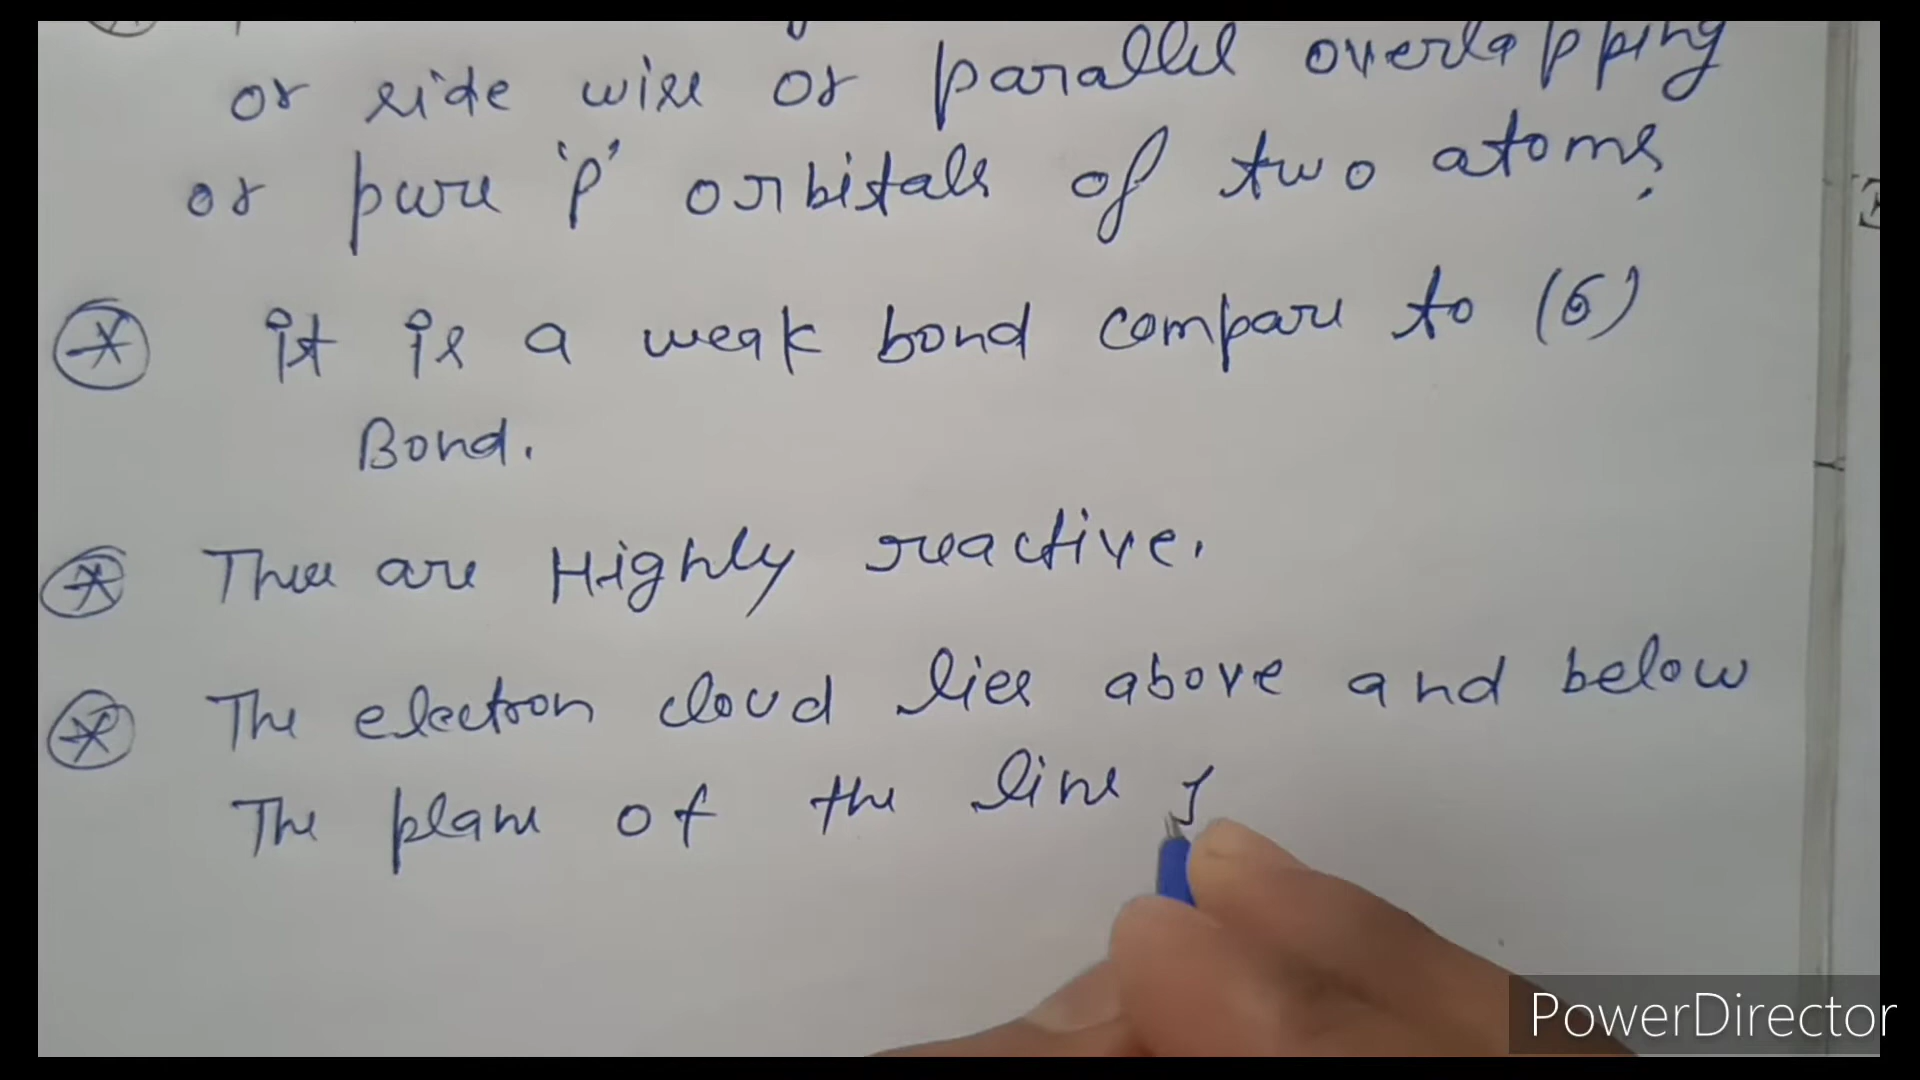 or side wise or parallel overlapping
or pure 'p' orbitals of two atoms,
it is a weak bond compare to (σ)
Bond.
These are Highly reactive.
The electron cloud lies above and below
The plane of the line
PowerDirector